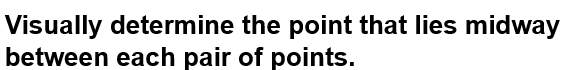 Visually determine the point that lies midway
between each pair of points.